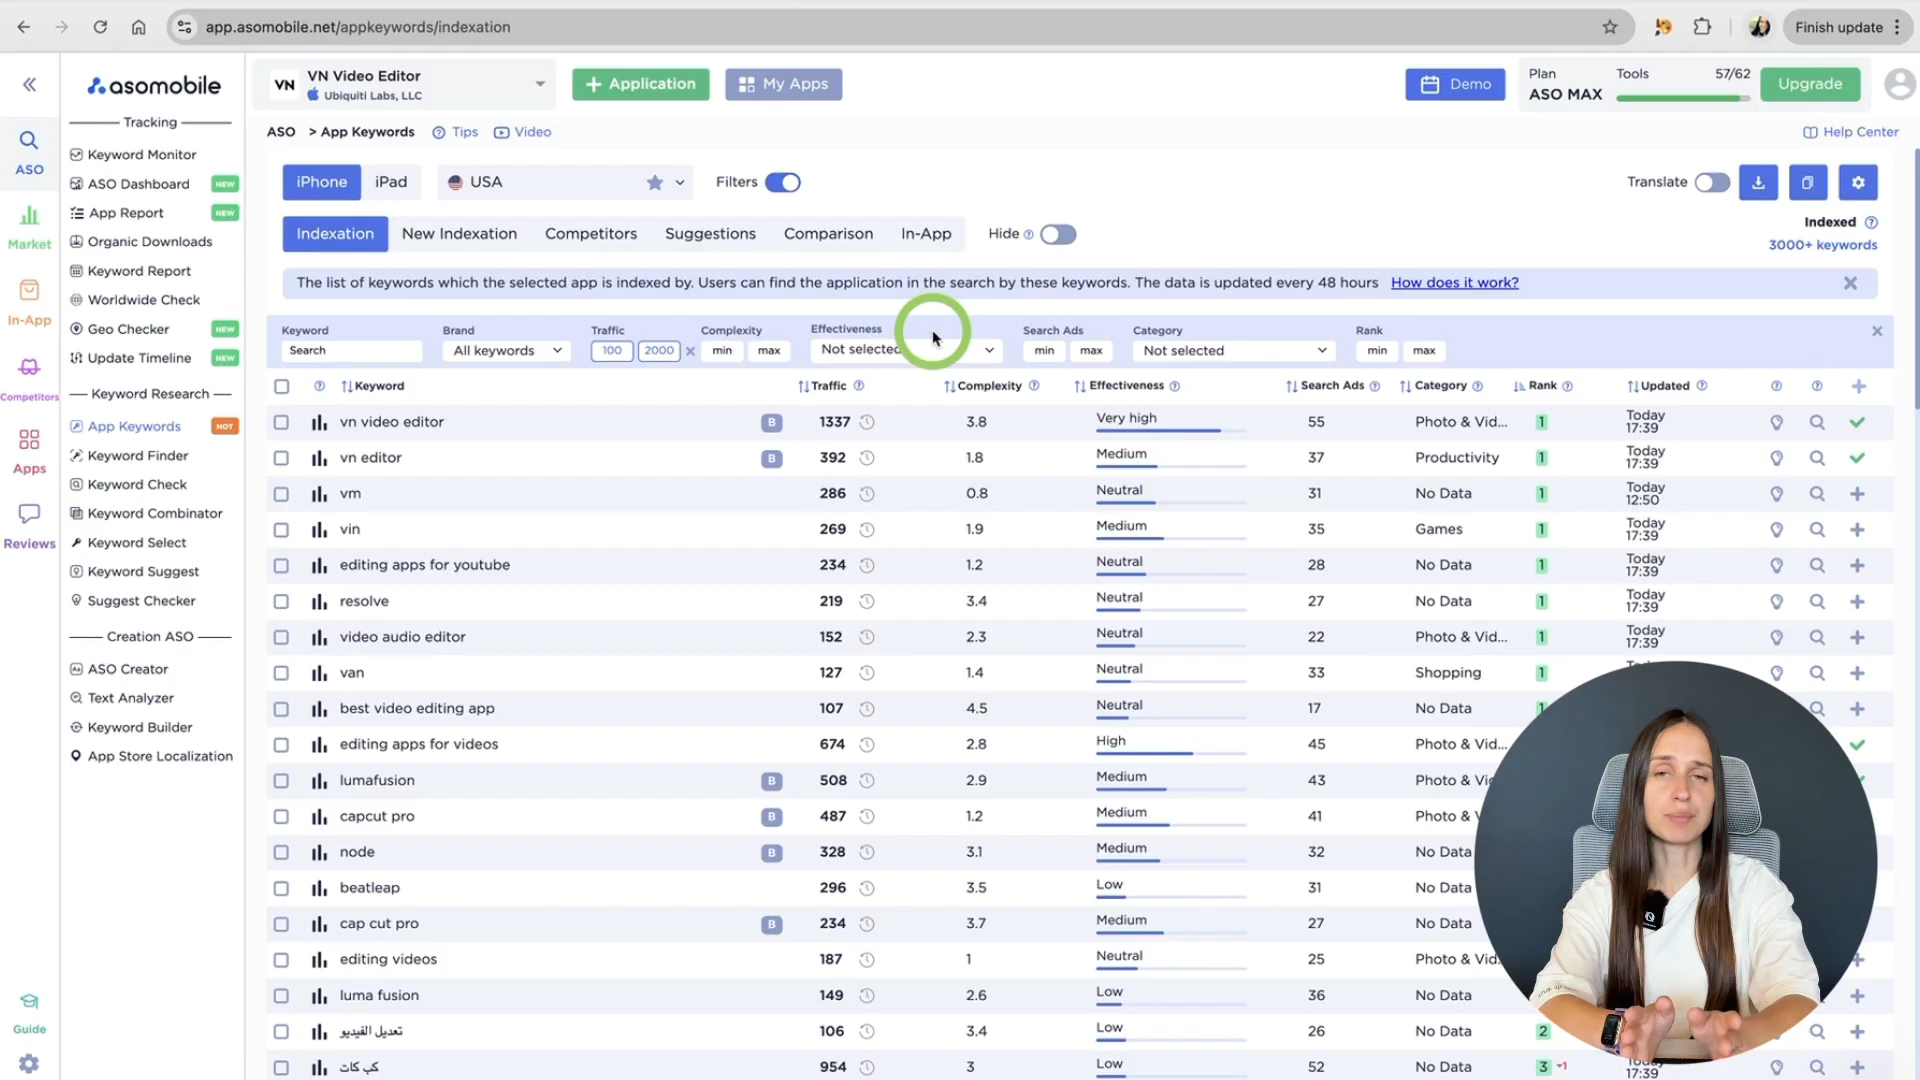 app.asomobile.net/appkeywords/indexation
Finish update
asomobile
VN
VN Video Editor
Ubiquiti Labs, LLC
+ Application
My Apps
Demo
Plan
ASO MAX
Tools
57/62
Upgrade
ASO > App Keywords
Tips
Video
Help Center
ASO
Market
In-App
Competitors
Apps
Reviews
Guide
Tracking
Keyword Monitor
ASO Dashboard NEW
App Report NEW
Organic Downloads
Keyword Report
Worldwide Check
Geo Checker NEW
Update Timeline NEW
Keyword Research
App Keywords HOT
Keyword Finder
Keyword Check
Keyword Combinator
Keyword Select
Keyword Suggest
Suggest Checker
Creation ASO
ASO Creator
Text Analyzer
Keyword Builder
App Store Localization
iPhone
iPad
USA
Filters
Translate
Indexation
New Indexation
Competitors
Suggestions
Comparison
In-App
Hide
Indexed
3000+ keywords
The list of keywords which the selected app is indexed by. Users can find the application in the search by these keywords. The data is updated every 48 hours How does it work?
Keyword Brand Traffic Complexity Effectiveness Search Ads Category Rank
Search All keywords 100 2000 min max Not selected min max Not selected min max
Keyword Traffic Complexity Effectiveness Search Ads Category Rank Updated
vn video editor B 1337 3.8 Very high 55 Photo & Vid... 1 Today 17:39
vn editor B 392 1.8 Medium 37 Productivity 1 Today 17:39
vm 286 0.8 Neutral 31 No Data 1 Today 12:50
vin 269 1.9 Medium 35 Games 1 Today 17:39
editing apps for youtube 234 1.2 Neutral 28 No Data 1 Today 17:39
resolve 219 3.4 Neutral 27 No Data 1 Today 17:39
video audio editor 152 2.3 Neutral 22 Photo & Vid... 1 Today 17:39
van 127 1.4 Neutral 33 Shopping 1
best video editing app 107 4.5 Neutral 17 No Data 1
editing apps for videos 674 2.8 High 45 Photo & Vid...
lumafusion B 508 2.9 Medium 43 Photo & Vi
capcut pro B 487 1.2 Medium 41 Photo &
node B 328 3.1 Medium 32 No Data
beatleap 296 3.5 Low 31 No Data
cap cut pro B 234 3.7 Medium 27 No Data
editing videos 187 1 Neutral 25 Photo & Vid.
luma fusion 149 2.6 Low 36 No Data
تعديل الفيديو 106 3.4 Low 26 No Data 2
كب كات 954 3 Low 52 No Data 3 -1 17:39